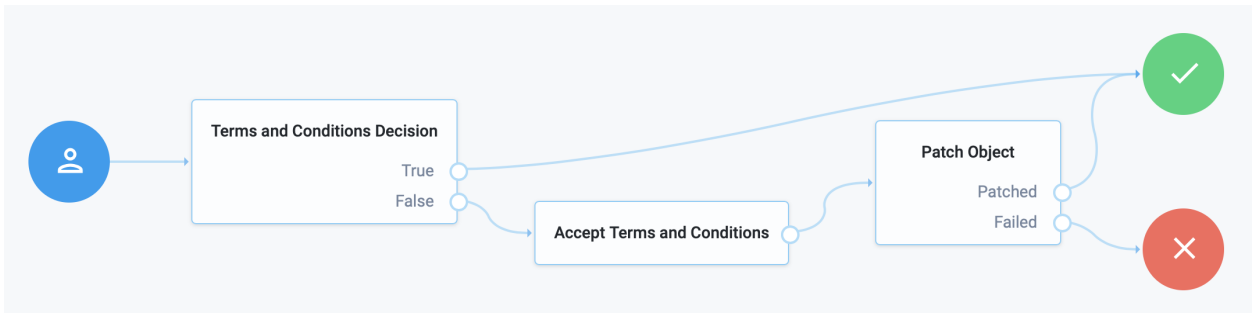 Terms and Conditions Decision
True
False
Accept Terms and Conditions
Patch Object
Patched
Failed